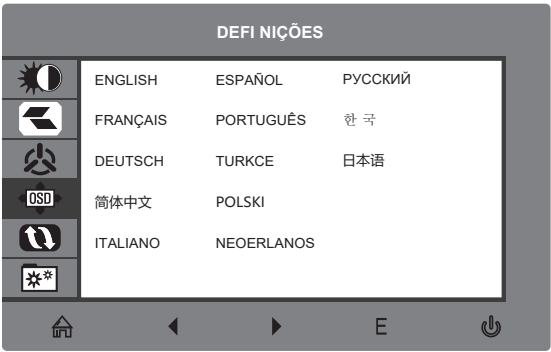 DEFI NIÇÕES
ENGLISH ESPAÑOL РУССКИЙ
FRANÇAIS PORTUGUÊS 한 국
DEUTSCH TURKCE 日本语
简体中文 POLSKI
OSD
ITALIANO NEOERLANOS
E